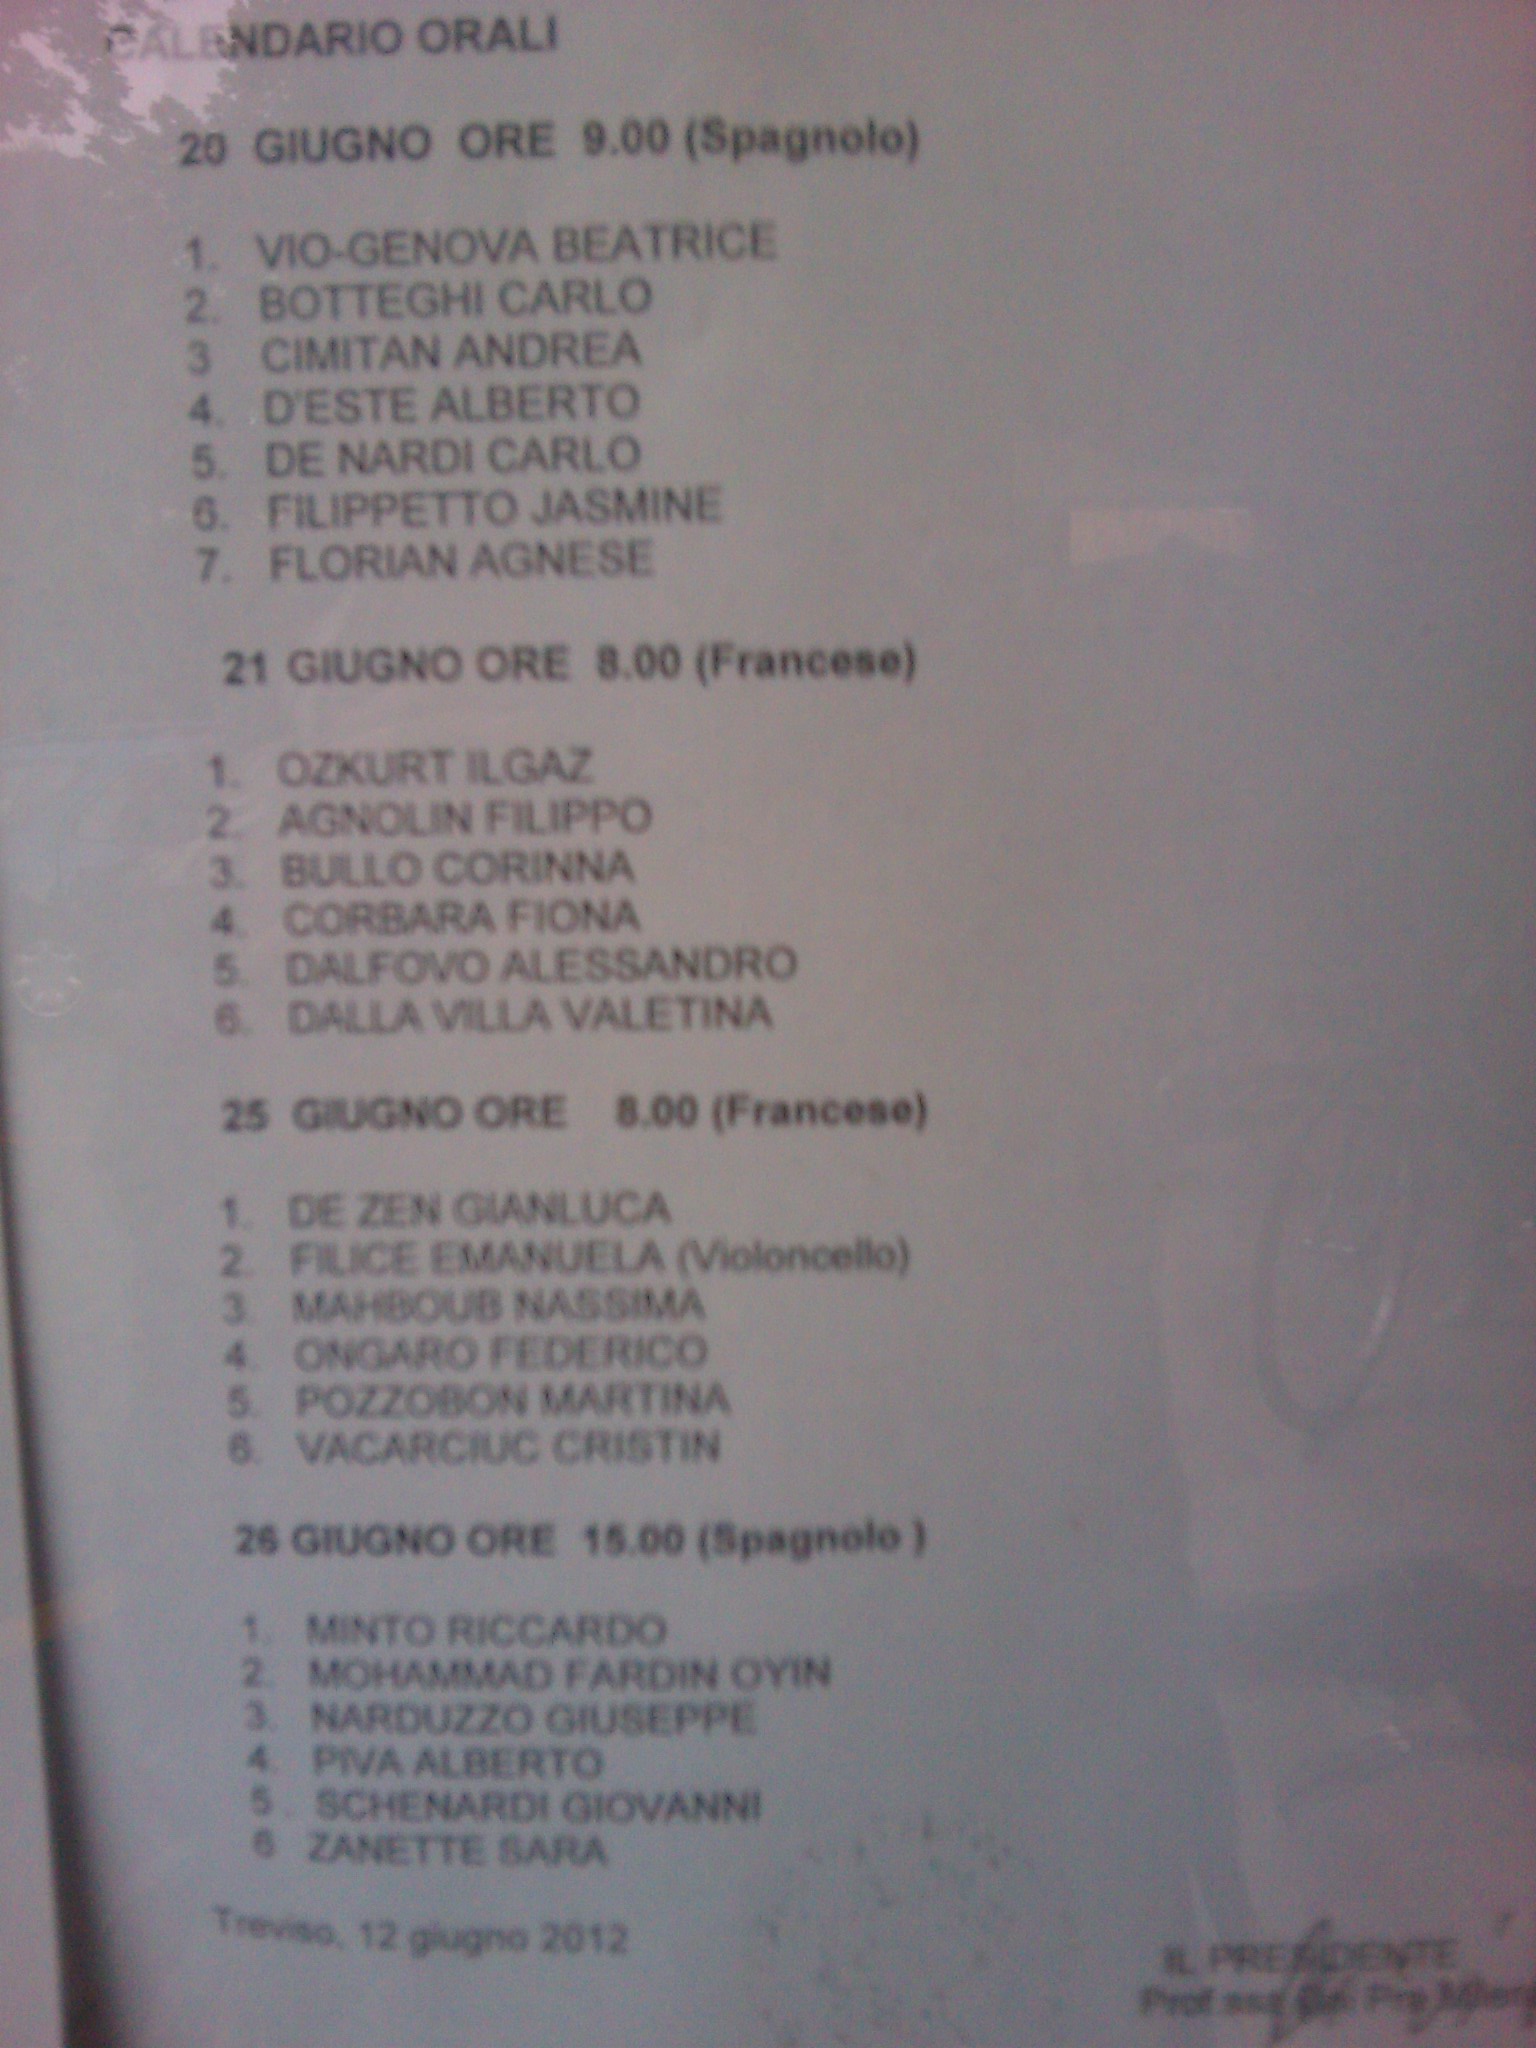 CALENDARIO ORALI
20 GIUGNO ORE 9.00 (Spagnolo)
1. VIO-GENOVA BEATRICE
2. BOTTEGHI CARLO
3 CIMITAN ANDREA
4. D'ESTE ALBERTO
5. DE NARDI CARLO
6. FILIPPETTO JASMINE
7. FLORIAN AGNESE
21 GIUGNO ORE 8.00 (Francese)
1. OZKURT ILGAZ
2. AGNOLIN FILIPPO
3. BULLO CORINNA
4. CORBARA FIONA
5. DALFOVO ALESSANDRO
6. DALLA VILLA VALETINA
25 GIUGNO ORE 8.00 (Francese)
1. DE ZEN GIANLUCA
2. FILICE EMANUELA (Violoncello)
3. MAHBOUB NASSIMA
4. ONGARO FEDERICO
5. POZZOBON MARTINA
6. VACARCIUC CRISTIN
26 GIUGNO ORE 15.00 (Spagnolo )
1. MINTO RICCARDO
2. MOHAMMAD FARDIN OYIN
3. NARDUZZO GIUSEPPE
4. PIVA ALBERTO
5. SCHENARDI GIOVANNI
6 ZANETTE SARA
Treviso, 12 giugno 2012
IL PRESIDENTE
Prof.ssa